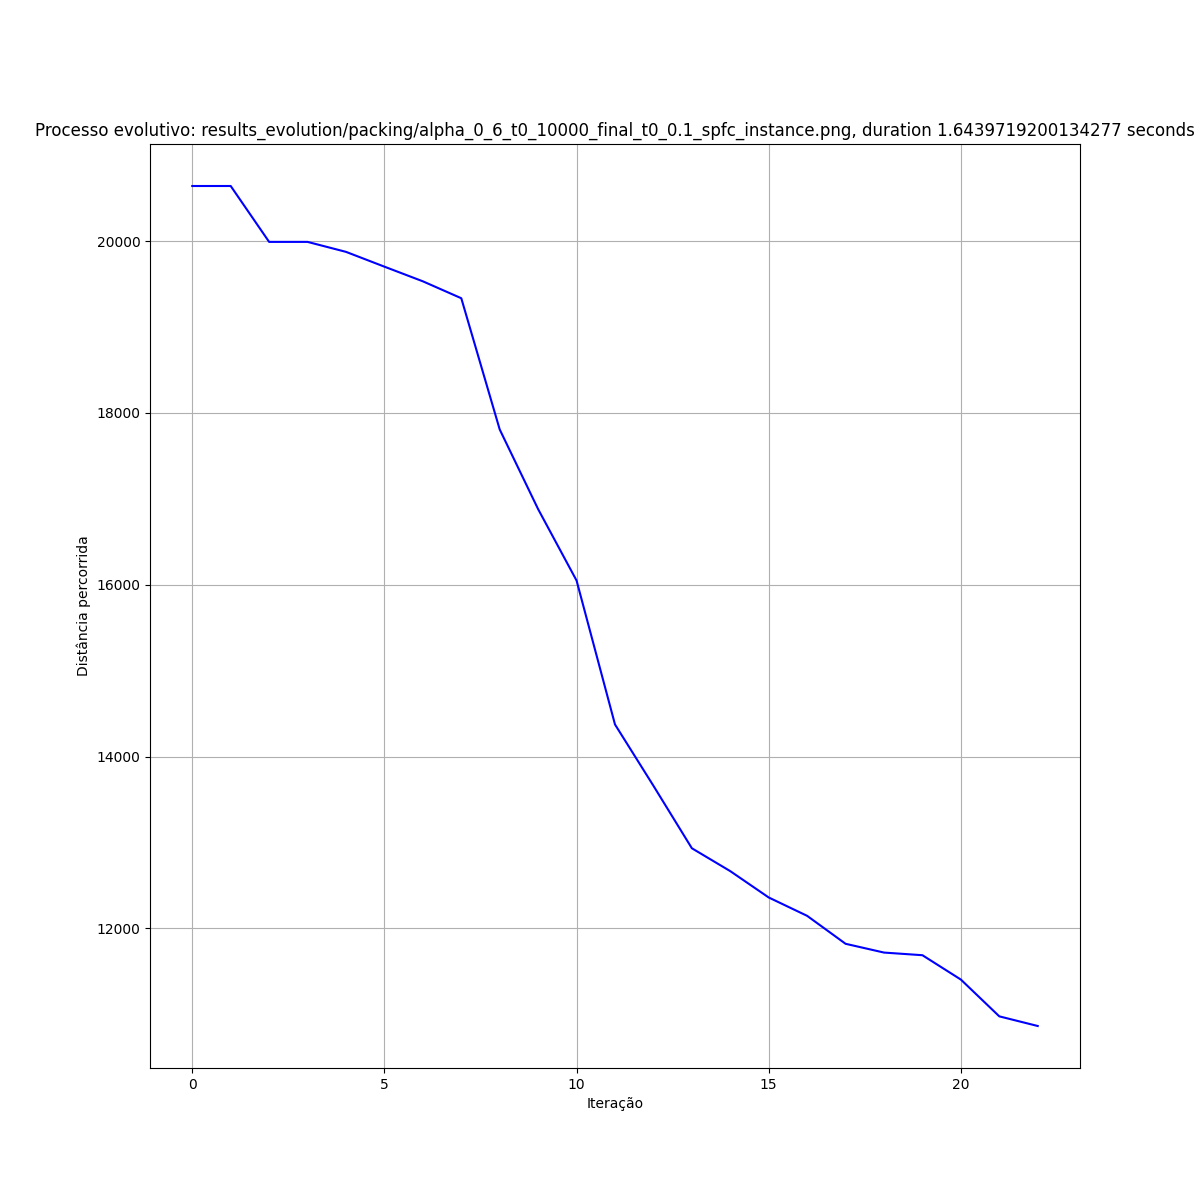 Processo evolutivo: results_evolution/packing/alpha_0_6_t0_10000_final_t0_0.1_spfc_instance.png, duration 1.6439719200134277 seconds
20000
18000
16000
14000
12000
Distância percorrida
0 5 10 15 20
Iteração